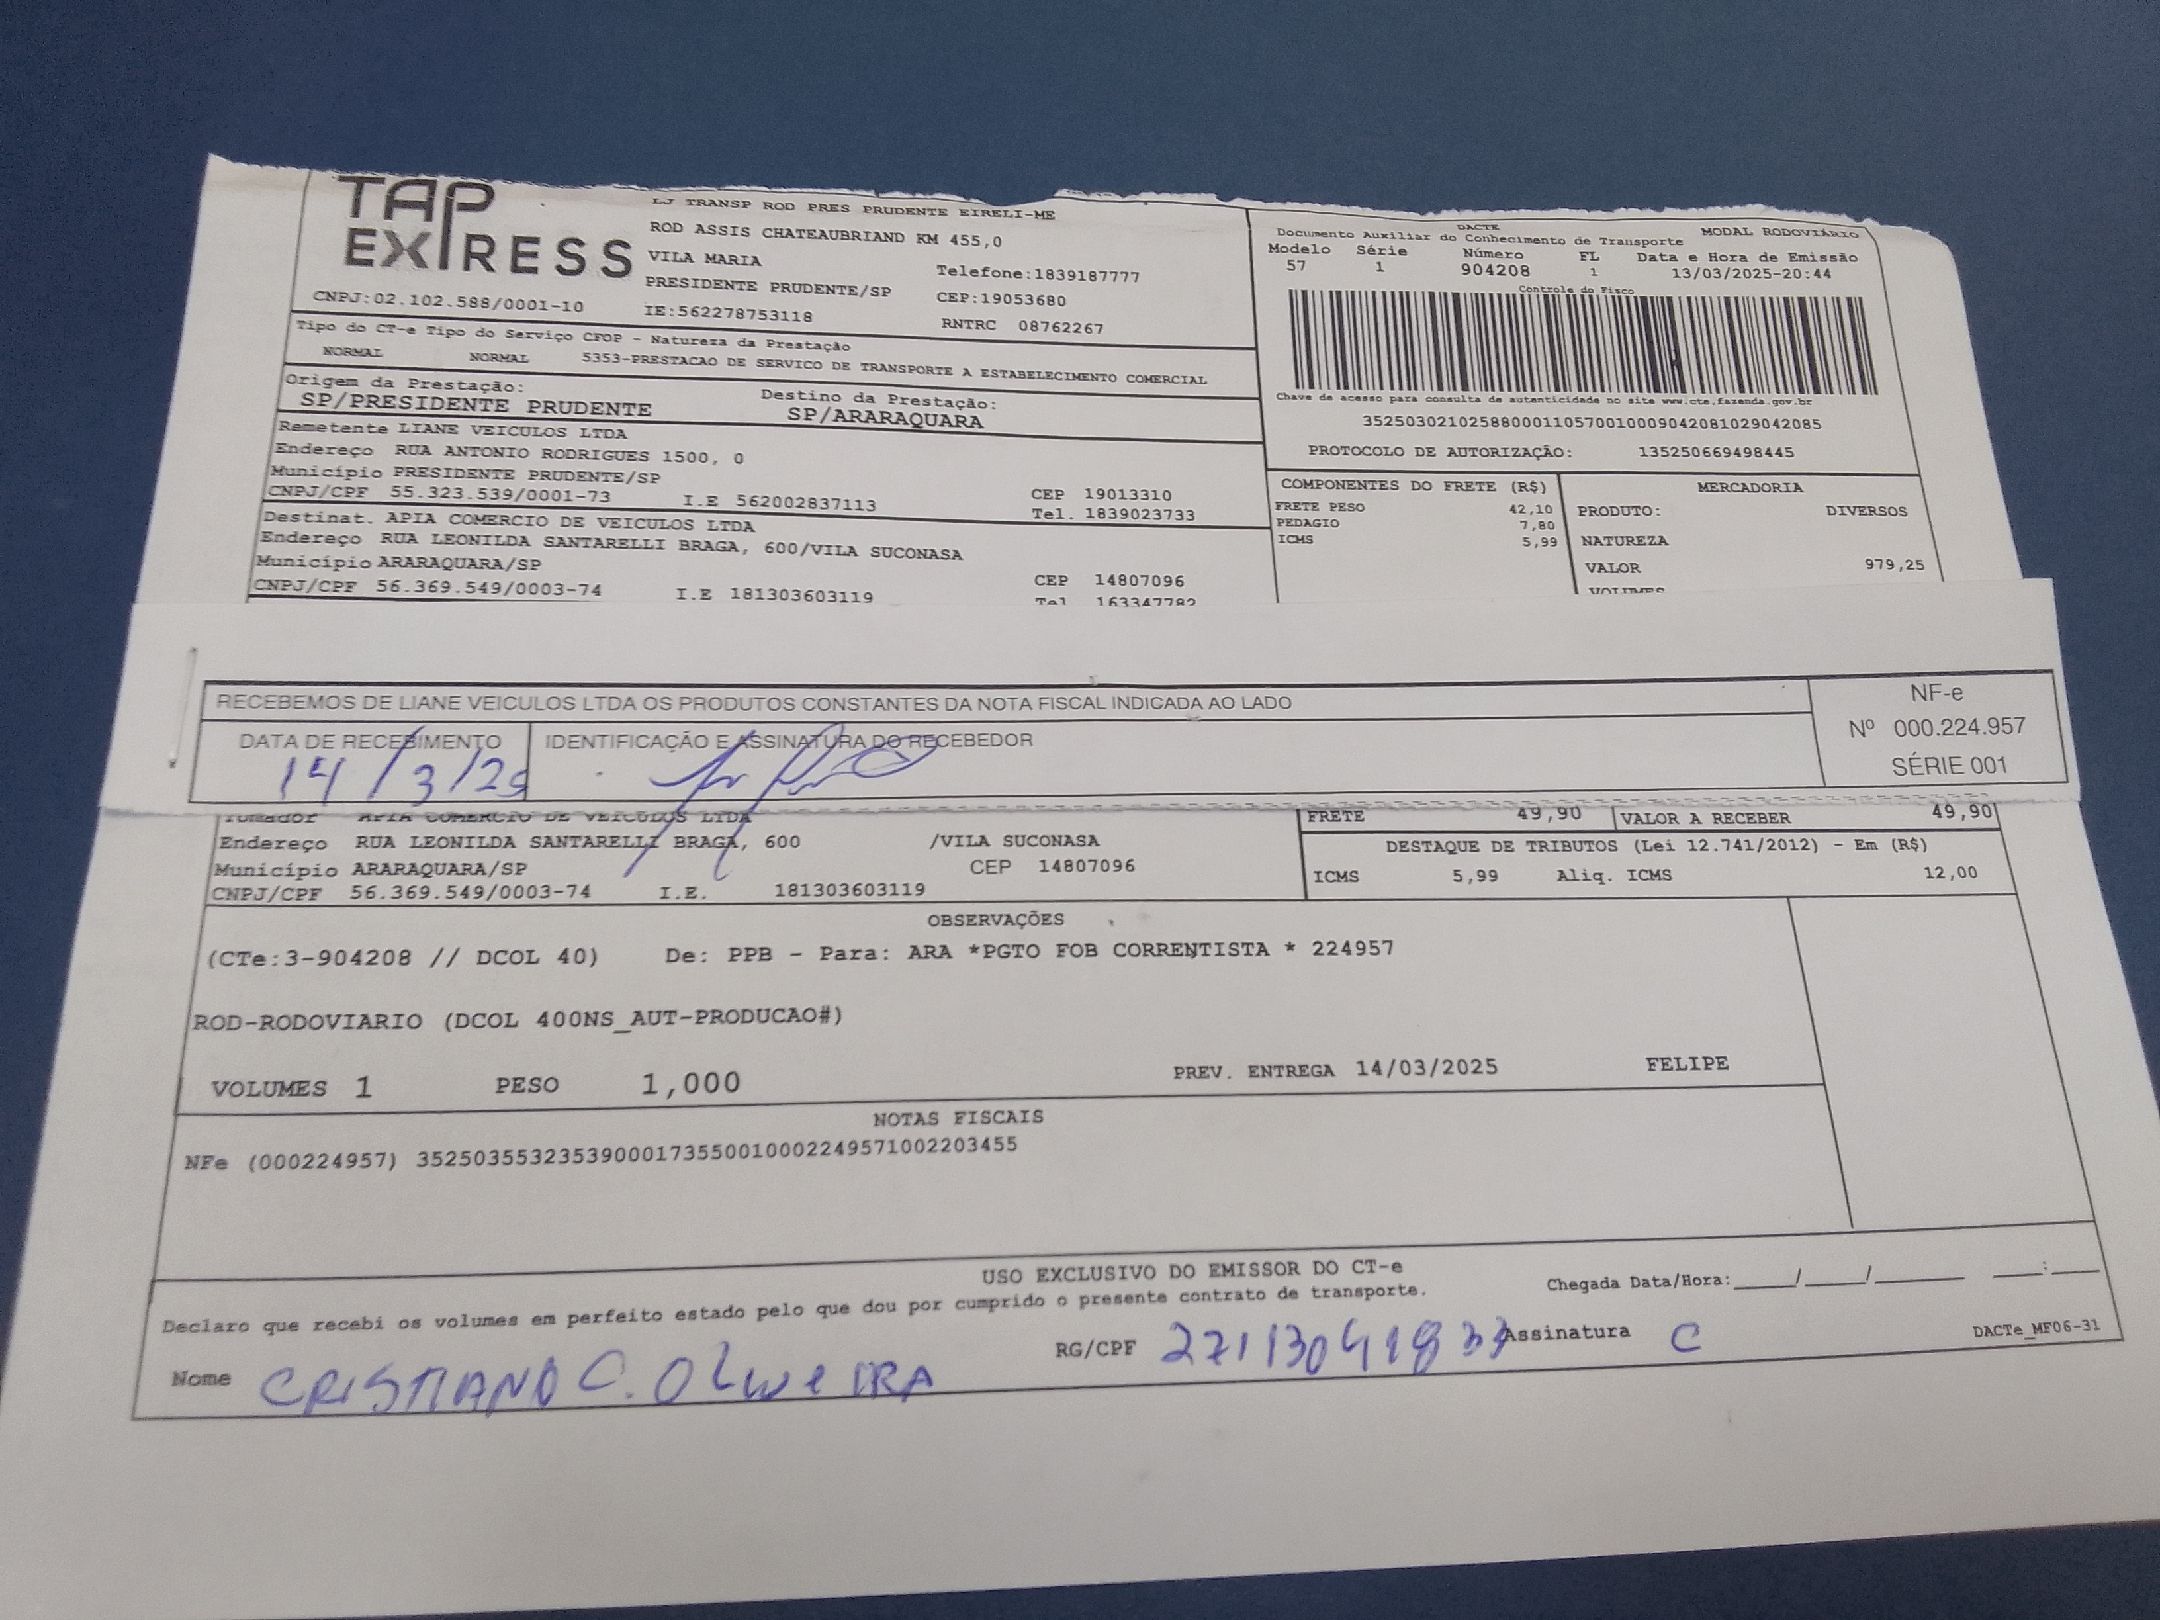 TAP EXPRESS
LJ TRANSP ROD PRES PRUDENTE EIRELI-ME
ROD ASSIS CHATEAUBRIAND KM 455,0
VILA MARIA
Telefone:1839187777
PRESIDENTE PRUDENTE/SP
CEP:19053680
CNPJ:02.102.588/0001-10
IE:562278753118
RNTRC 08762267
DACTE
MODAL RODOVIÁRIO
Documento Auxiliar do Conhecimento de Transporte
Modelo Série Número FL Data e Hora de Emissão
57 1 904208 1 13/03/2025-20:44
Controle do Fisco
Chave de acesso para consulta de autenticidade no site www.cte.fazenda.gov.br
35250302102588000110570010009042081029042085
PROTOCOLO DE AUTORIZAÇÃO: 135250669498445
Tipo do CT-e Tipo do Serviço CFOP - Natureza da Prestação
NORMAL NORMAL 5353-PRESTACAO DE SERVICO DE TRANSPORTE A ESTABELECIMENTO COMERCIAL
Origem da Prestação: Destino da Prestação:
SP/PRESIDENTE PRUDENTE SP/ARARAQUARA
Remetente LIANE VEICULOS LTDA
Endereço RUA ANTONIO RODRIGUES 1500, 0
Município PRESIDENTE PRUDENTE/SP
CEP 19013310
CNPJ/CPF 55.323.539/0001-73 I.E 562002837113
Tel. 1839023733
Destinat. APIA COMERCIO DE VEICULOS LTDA
Endereço RUA LEONILDA SANTARELLI BRAGA, 600/VILA SUCONASA
Município ARARAQUARA/SP
CEP 14807096
CNPJ/CPF 56.369.549/0003-74 I.E 181303603119
Tel 163347782
COMPONENTES DO FRETE (R$)
FRETE PESO 42,10
PEDAGIO 7,80
ICMS 5,99
MERCADORIA
PRODUTO: DIVERSOS
NATUREZA
VALOR 979,25
VOLUMES
RECEBEMOS DE LIANE VEICULOS LTDA OS PRODUTOS CONSTANTES DA NOTA FISCAL INDICADA AO LADO
NF-e
Nº 000.224.957
SÉRIE 001
DATA DE RECEBIMENTO
14/3/25
IDENTIFICAÇÃO E ASSINATURA DO RECEBEDOR
Tomador APIA COMERCIO DE VEICULOS LTDA
Endereço RUA LEONILDA SANTARELLI BRAGA, 600 /VILA SUCONASA
Município ARARAQUARA/SP CEP 14807096
CNPJ/CPF 56.369.549/0003-74 I.E. 181303603119
FRETE 49,90 VALOR A RECEBER 49,90
DESTAQUE DE TRIBUTOS (Lei 12.741/2012) - Em (R$)
ICMS 5,99 Aliq. ICMS 12,00
OBSERVAÇÕES
(CTe:3-904208 // DCOL 40) De: PPB - Para: ARA *PGTO FOB CORRENTISTA * 224957
ROD-RODOVIARIO (DCOL 400NS_AUT-PRODUCAO#)
VOLUMES 1 PESO 1,000 PREV. ENTREGA 14/03/2025 FELIPE
NOTAS FISCAIS
NFe (000224957) 35250355323539000173550010002249571002203455
USO EXCLUSIVO DO EMISSOR DO CT-e
Chegada Data/Hora:____/____/______ ___:___
Declaro que recebi os volumes em perfeito estado pelo que dou por cumprido o presente contrato de transporte.
Nome CRISTIANO C. OLIVEIRA RG/CPF 27113041833 Assinatura C
DACTe_MF06-31